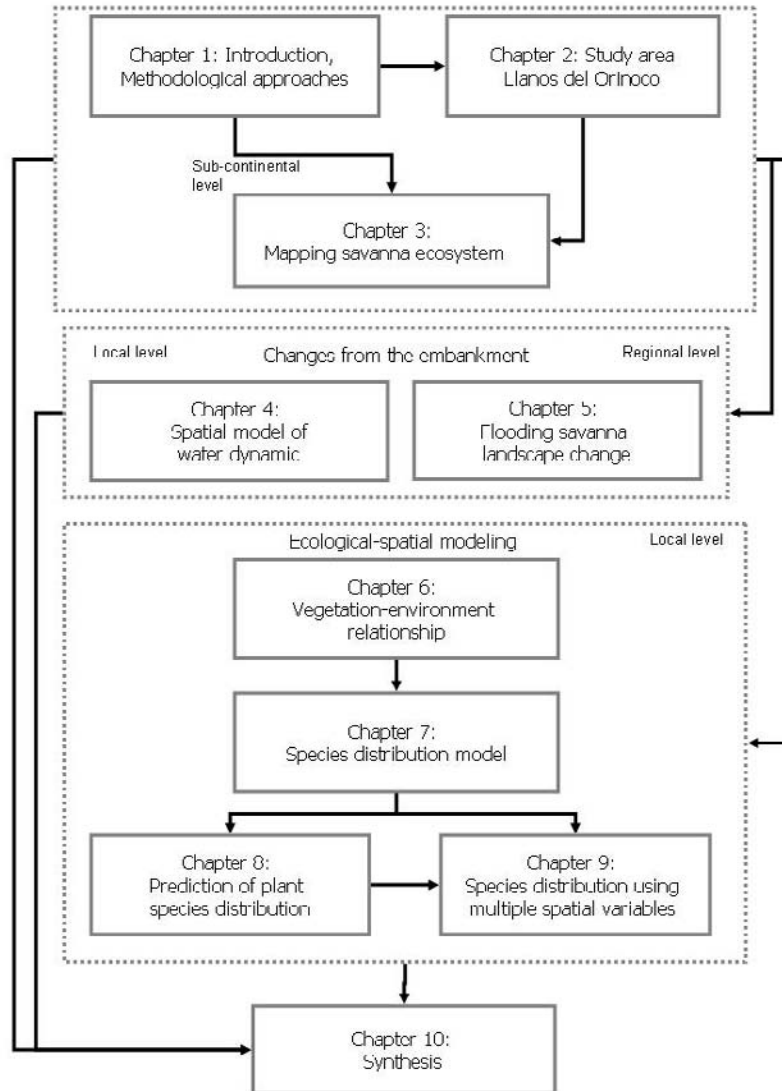 Chapter 1: Introduction,
Methodological approaches
Chapter 2: Study area
Llanos del Orinoco
Sub-continental
level
Chapter 3:
Mapping savanna ecosystem
Local level
Changes from the embankment
Regional level
Chapter 4:
Spatial model of
water dynamic
Chapter 5:
Flooding savanna
landscape change
Ecological-spatial modeling
Local level
Chapter 6:
Vegetation-environment
relationship
Chapter 7:
Species distribution model
Chapter 8:
Prediction of plant
species distribution
Chapter 9:
Species distribution using
multiple spatial variables
Chapter 10:
Synthesis